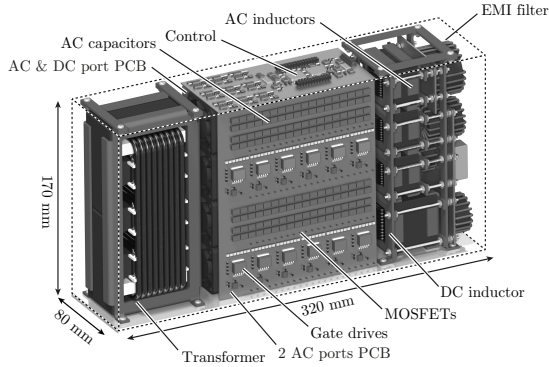 EMI filter
AC inductors
Control
AC capacitors
AC & DC port PCB
170 mm
80 mm
320 mm
DC inductor
MOSFETs
Gate drives
2 AC ports PCB
Transformer